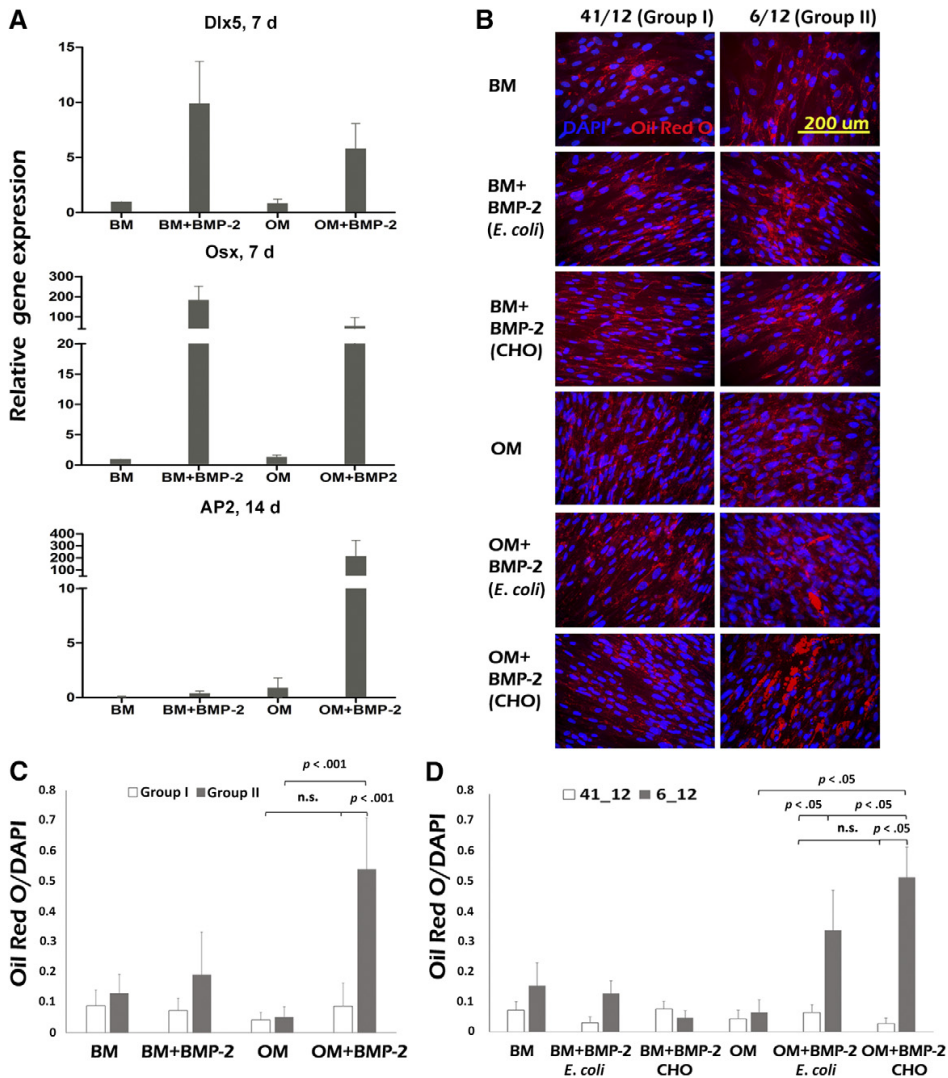 A
Dlx5, 7 d
15
10
5
0
BM BM+BMP-2 OM OM+BMP-2
Relative gene expression
Osx, 7 d
300
200
100
20
15
10
5
0
BM BM+BMP-2 OM OM+BMP2
AP2, 14 d
400
300
200
100
10
5
0
BM BM+BMP-2 OM OM+BMP-2
B
41/12 (Group I) 6/12 (Group II)
BM
DAPI Oil Red O
200 um
BM+
BMP-2
(E. coli)
BM+
BMP-2
(CHO)
OM
OM+
BMP-2
(E. coli)
OM+
BMP-2
(CHO)
C
Oil Red O/DAPI
0.8
0.7
0.6
0.5
0.4
0.3
0.2
0.1
0
Group I Group II
p < .001
n.s.
p < .001
BM BM+BMP-2 OM OM+BMP-2
D
Oil Red O/DAPI
0.8
0.7
0.6
0.5
0.4
0.3
0.2
0.1
0
41_12 6_12
p < .05
p < .05 p < .05
n.s. p < .05
BM BM+BMP-2 BM+BMP-2 OM OM+BMP-2 OM+BMP-2
E. coli CHO E. coli CHO